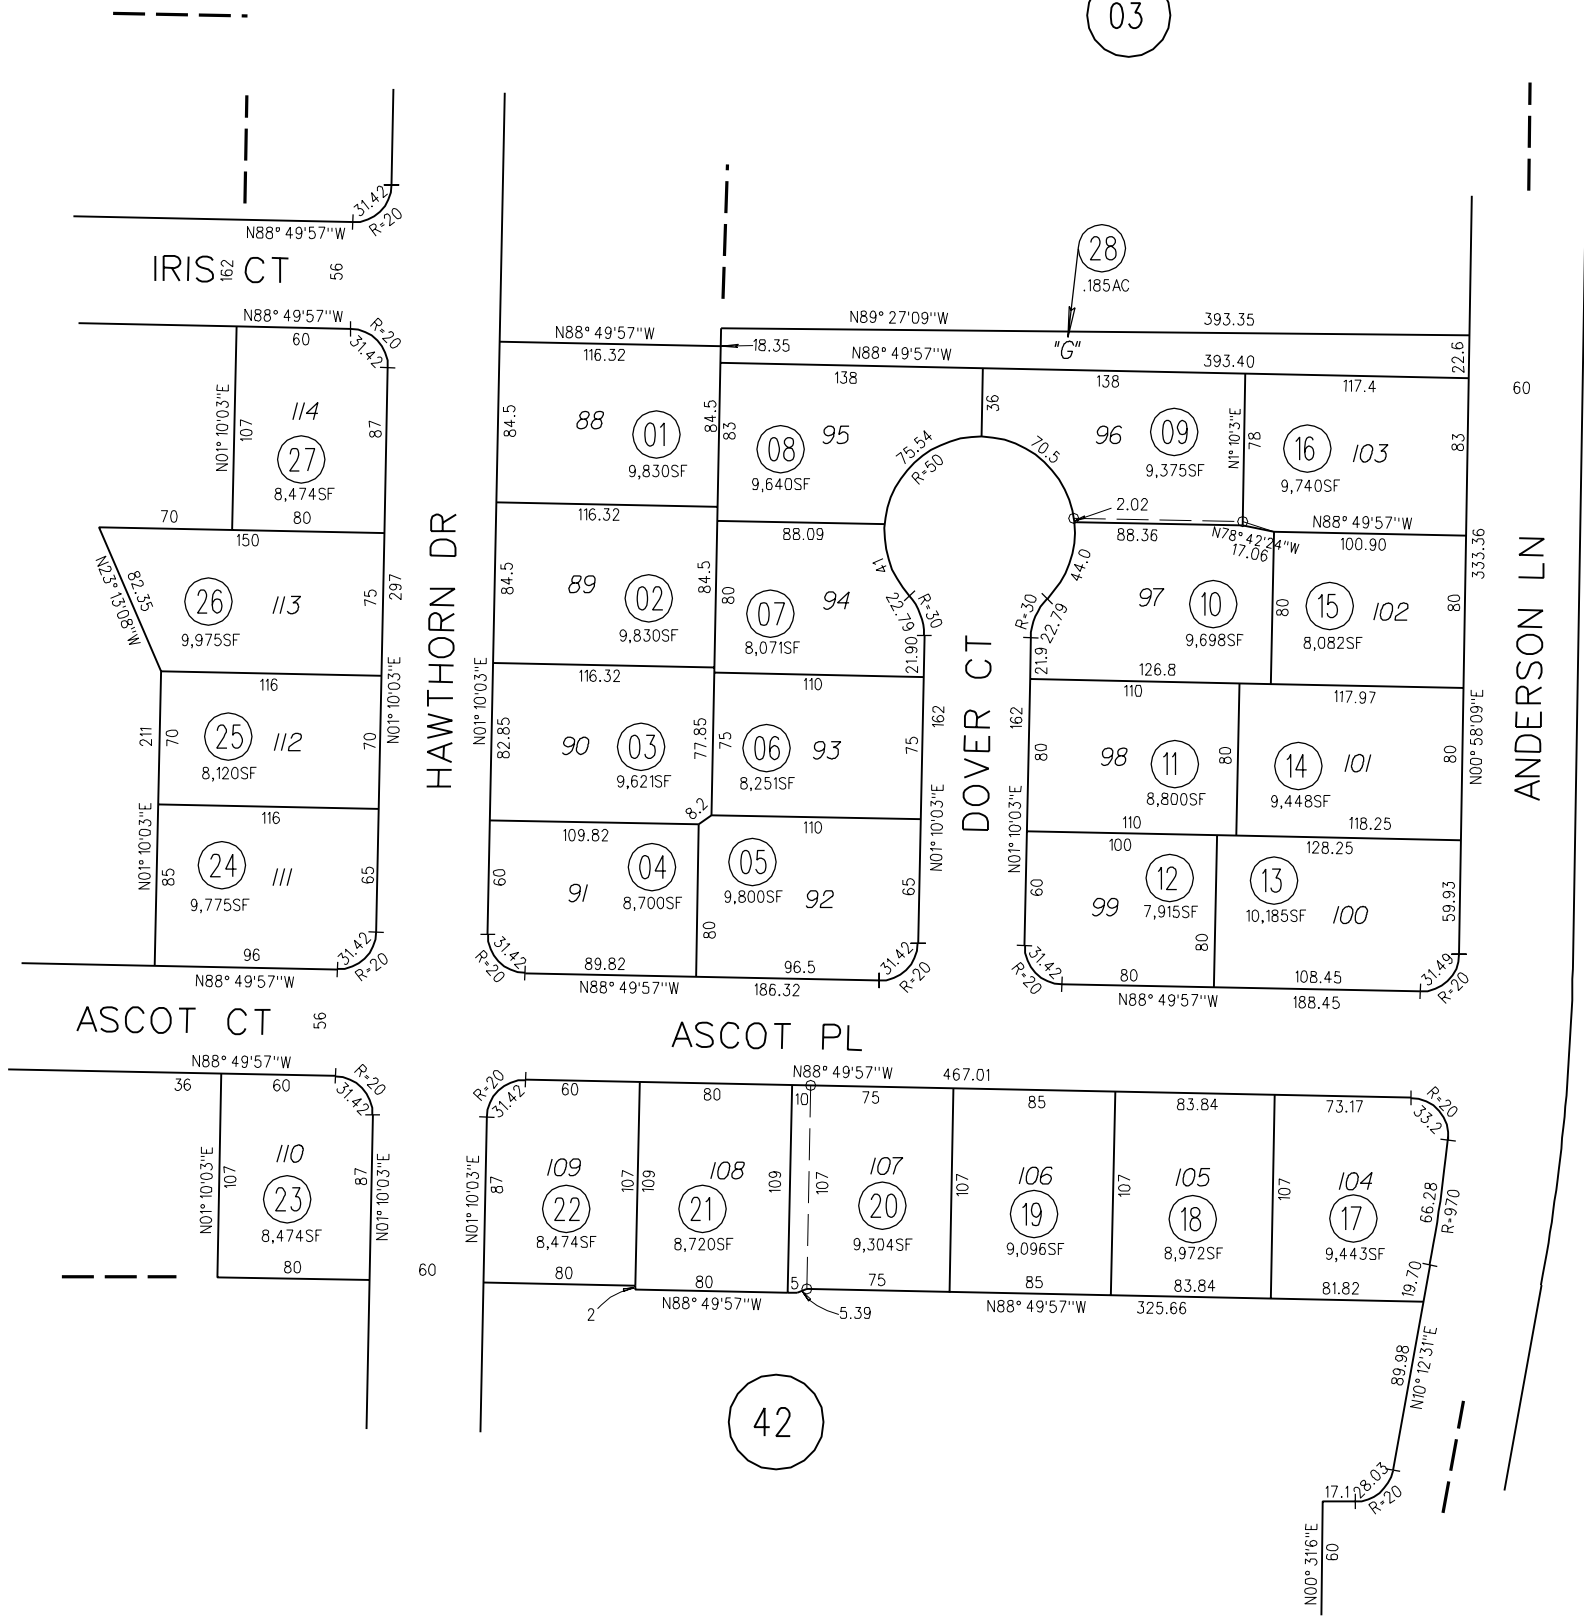 03
31.42
R=20
N88° 49'57"W
IRIS CT
162
56
28
.185AC
N89° 27'09"W
393.35
"G"
N88° 49'57"W
60
R=20
31.42
N88° 49'57"W
116.32
18.35
N88° 49'57"W
393.40
22.6
138
138
117.4
60
N01° 10'03"E
107
114
27
8,474SF
87
84.5
88
01
9,830SF
84.5
83
08
95
9,640SF
75.54
R=50
36
70.5
96
09
9,375SF
N1° 10'3"E
78
16
103
9,740SF
83
70
80
150
116.32
88.09
2.02
88.36
N78° 42'24"W
17.06
N88° 49'57"W
100.90
333.36
N23° 13'08"W
82.35
26
113
9,975SF
75
297
HAWTHORN DR
84.5
89
02
9,830SF
84.5
80
07
94
8,071SF
41
22.79
R=30
21.90
44.0
R=30
22.79
21.9
97
10
9,698SF
80
15
102
8,082SF
80
ANDERSON LN
116
116.32
110
126.8
110
117.97
N01° 10'03"E
N01° 10'03"E
N00° 58'09"E
211
70
25
112
8,120SF
70
82.85
90
03
9,621SF
77.85
75
06
93
8,251SF
75
162
DOVER CT
162
80
98
11
8,800SF
80
14
101
9,448SF
80
116
109.82
8.2
110
110
118.25
N01° 10'03"E
N01° 10'03"E
N01° 10'03"E
85
24
111
9,775SF
65
60
91
04
8,700SF
80
05
92
9,800SF
65
60
100
99
12
7,915SF
80
128.25
13
100
10,185SF
59.93
96
31.42
R=20
N88° 49'57"W
31.42
R=20
89.82
N88° 49'57"W
96.5
186.32
31.42
R=20
31.42
R=20
80
N88° 49'57"W
108.45
188.45
31.49
R=20
ASCOT CT
56
ASCOT PL
N88° 49'57"W
36
60
R=20
31.42
R=20
31.42
60
80
N88° 49'57"W
467.01
10
75
85
83.84
73.17
R=20
33.2
N01° 10'03"E
107
110
23
8,474SF
87
N01° 10'03"E
N01° 10'03"E
87
109
22
8,474SF
107
109
108
21
8,720SF
109
107
107
20
9,304SF
107
106
19
9,096SF
107
105
18
8,972SF
107
104
17
9,443SF
66.28
R=970
80
60
80
80
5
75
85
83.84
81.82
19.70
2
N88° 49'57"W
5.39
N88° 49'57"W
325.66
89.98
N10° 12'31"E
42
17.1
28.03
R=20
N00° 31'6"E
60